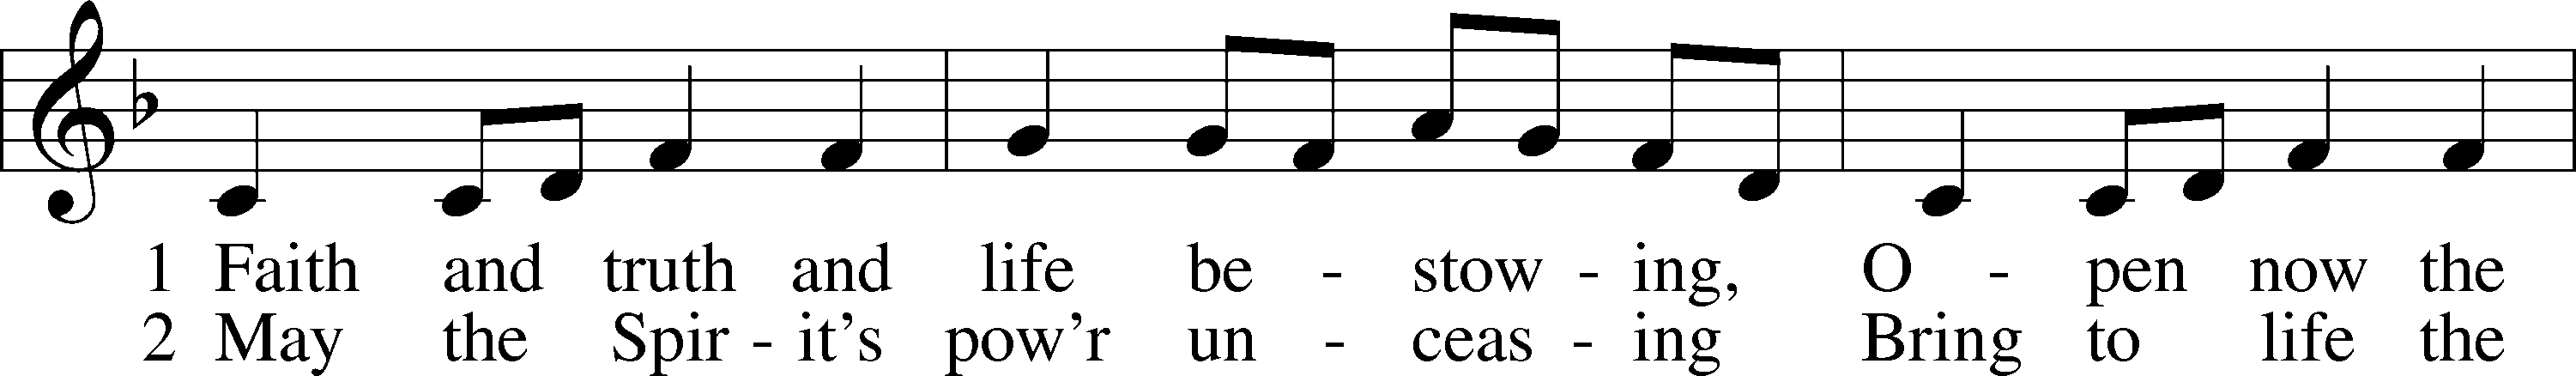 1 Faith and truth and life be - stow - ing, O - pen now the
2 May the Spir - it's pow'r un - ceas - ing Bring to life the